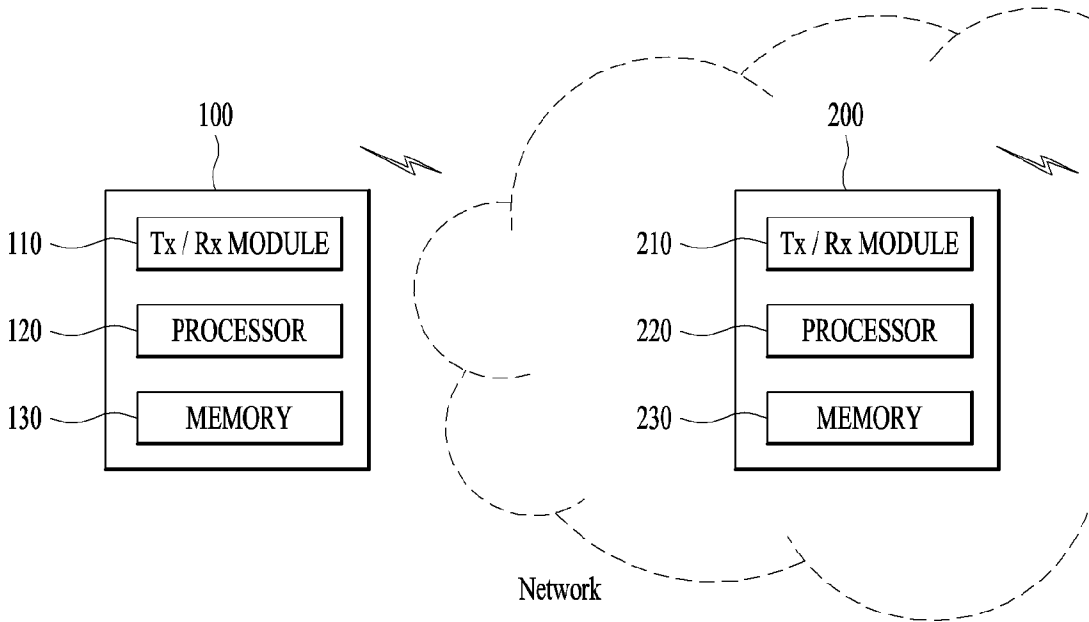 100
200
110
Tx / Rx MODULE
210
Tx / Rx MODULE
120
PROCESSOR
220
PROCESSOR
130
MEMORY
230
MEMORY
Network